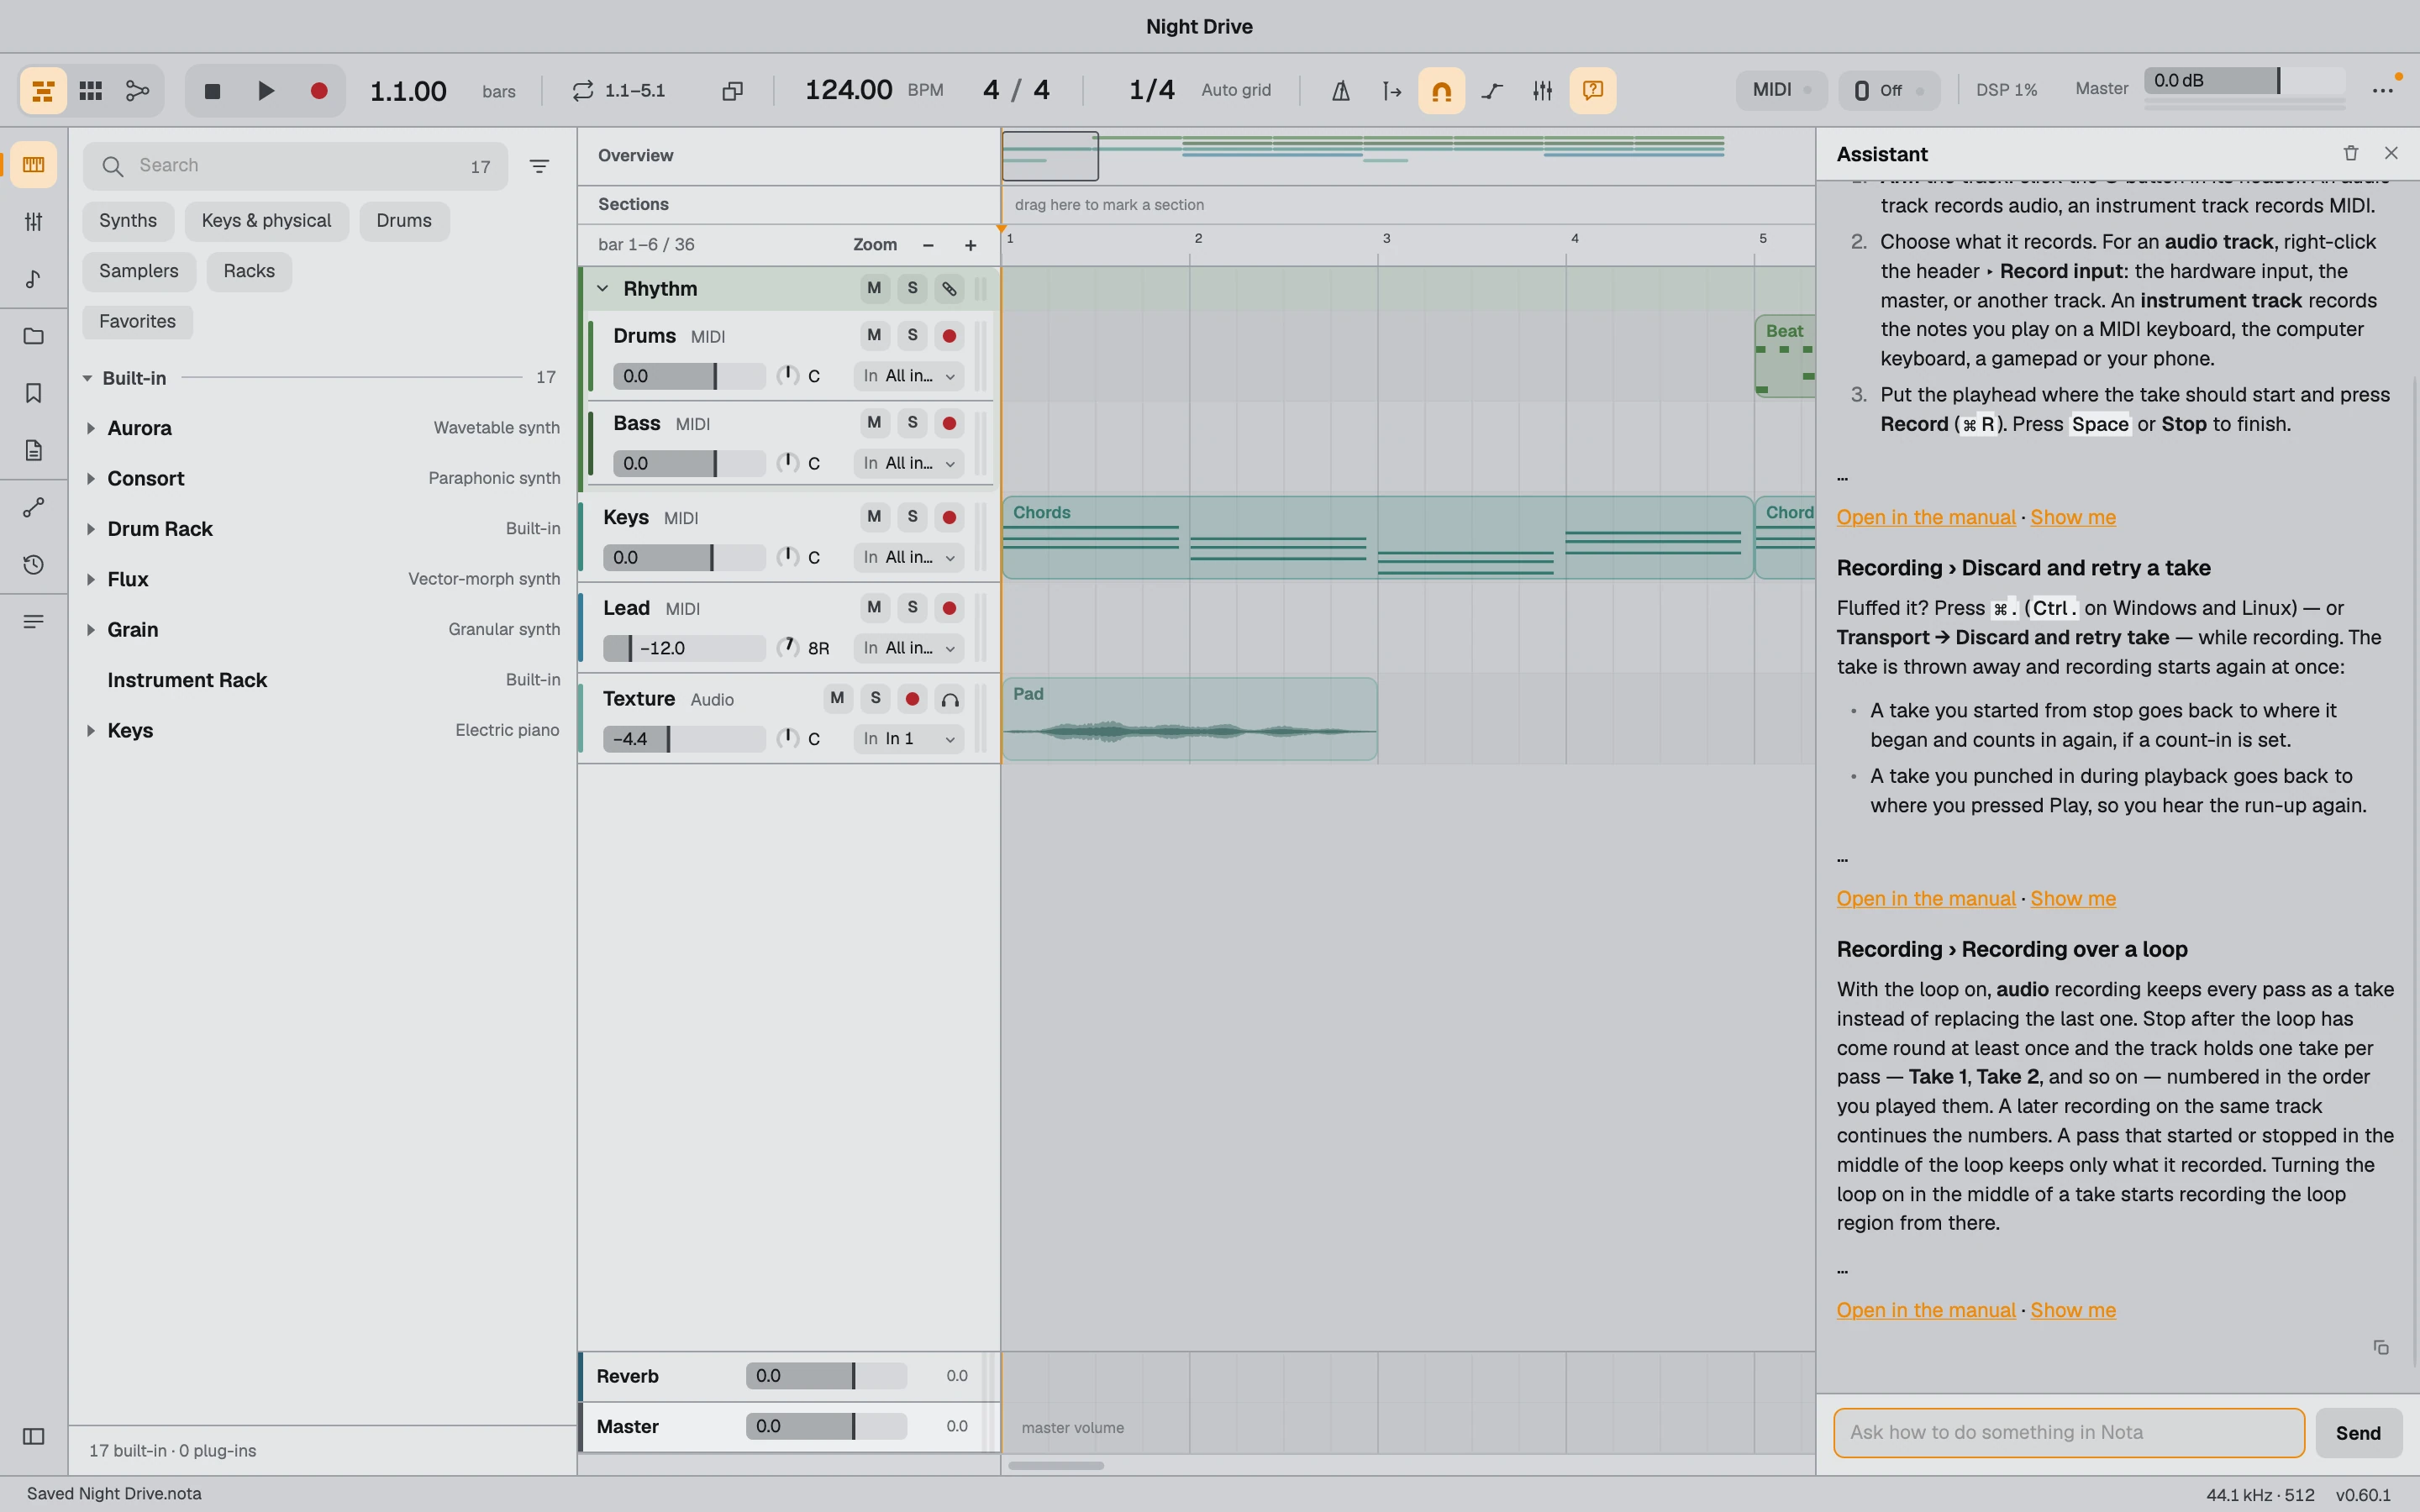 Night Drive
1.1.00 bars 1.1–5.1 124.00 BPM 4 / 4 1/4 Auto grid MIDI Off DSP 1% Master 0.0 dB
Search 17
Synths Keys & physical Drums
Samplers Racks
Favorites
Built-in 17
Aurora Wavetable synth
Consort Paraphonic synth
Drum Rack Built-in
Flux Vector-morph synth
Grain Granular synth
Instrument Rack Built-in
Keys Electric piano
17 built-in · 0 plug-ins
Overview
Sections drag here to mark a section
bar 1–6 / 36 Zoom − + 1 2 3 4 5
Rhythm M S
Drums MIDI M S
0.0 C In All in...
Beat
Bass MIDI M S
0.0 C In All in...
Keys MIDI M S
0.0 C In All in...
Chords Chord
Lead MIDI M S
−12.0 8R In All in...
Texture Audio M S
−4.4 C In In 1
Pad
Reverb 0.0 0.0
Master 0.0 0.0 master volume
Assistant
track records audio, an instrument track records MIDI.
2. Choose what it records. For an audio track, right-click
the header ‣ Record input: the hardware input, the
master, or another track. An instrument track records
the notes you play on a MIDI keyboard, the computer
keyboard, a gamepad or your phone.
3. Put the playhead where the take should start and press
Record (⌘ R). Press Space or Stop to finish.
...
Open in the manual · Show me
Recording › Discard and retry a take
Fluffed it? Press ⌘ . (Ctrl . on Windows and Linux) — or
Transport → Discard and retry take — while recording. The
take is thrown away and recording starts again at once:
• A take you started from stop goes back to where it
began and counts in again, if a count-in is set.
• A take you punched in during playback goes back to
where you pressed Play, so you hear the run-up again.
...
Open in the manual · Show me
Recording › Recording over a loop
With the loop on, audio recording keeps every pass as a take
instead of replacing the last one. Stop after the loop has
come round at least once and the track holds one take per
pass — Take 1, Take 2, and so on — numbered in the order
you played them. A later recording on the same track
continues the numbers. A pass that started or stopped in the
middle of the loop keeps only what it recorded. Turning the
loop on in the middle of a take starts recording the loop
region from there.
...
Open in the manual · Show me
Ask how to do something in Nota Send
Saved Night Drive.nota 44.1 kHz · 512 v0.60.1